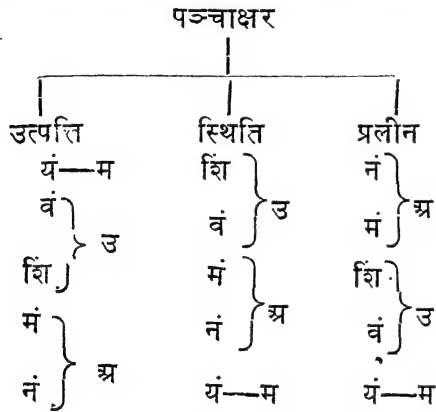 पञ्चाक्षर
उत्पत्ति स्थिति प्रलीन
यं—म शिं नं
वं उ वं उ मं अ
शिं मं शिं
मं अ नं अ वं उ
नं यं—म यं—म